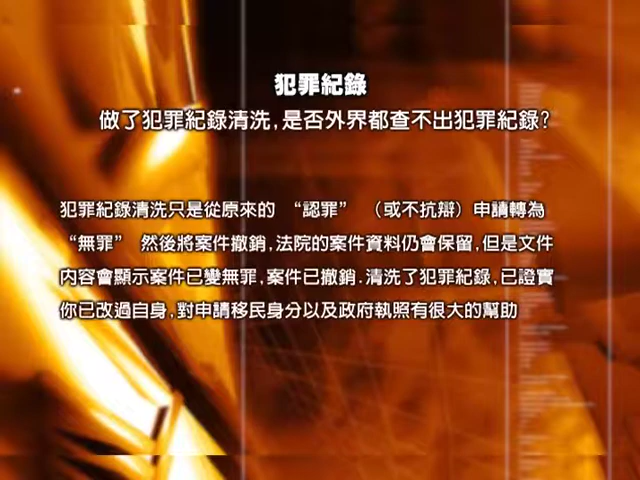 犯罪紀錄
做了犯罪紀錄清洗,是否外界都查不出犯罪紀錄?
犯罪紀錄清洗只是從原來的 “認罪” (或不抗辯) 申請轉為
“無罪” 然後將案件撤銷,法院的案件資料仍會保留,但是文件
内容會顯示案件已變無罪,案件已撤銷.清洗了犯罪紀錄,已證實
你已改過自身,對申請移民身分以及政府執照有很大的幫助